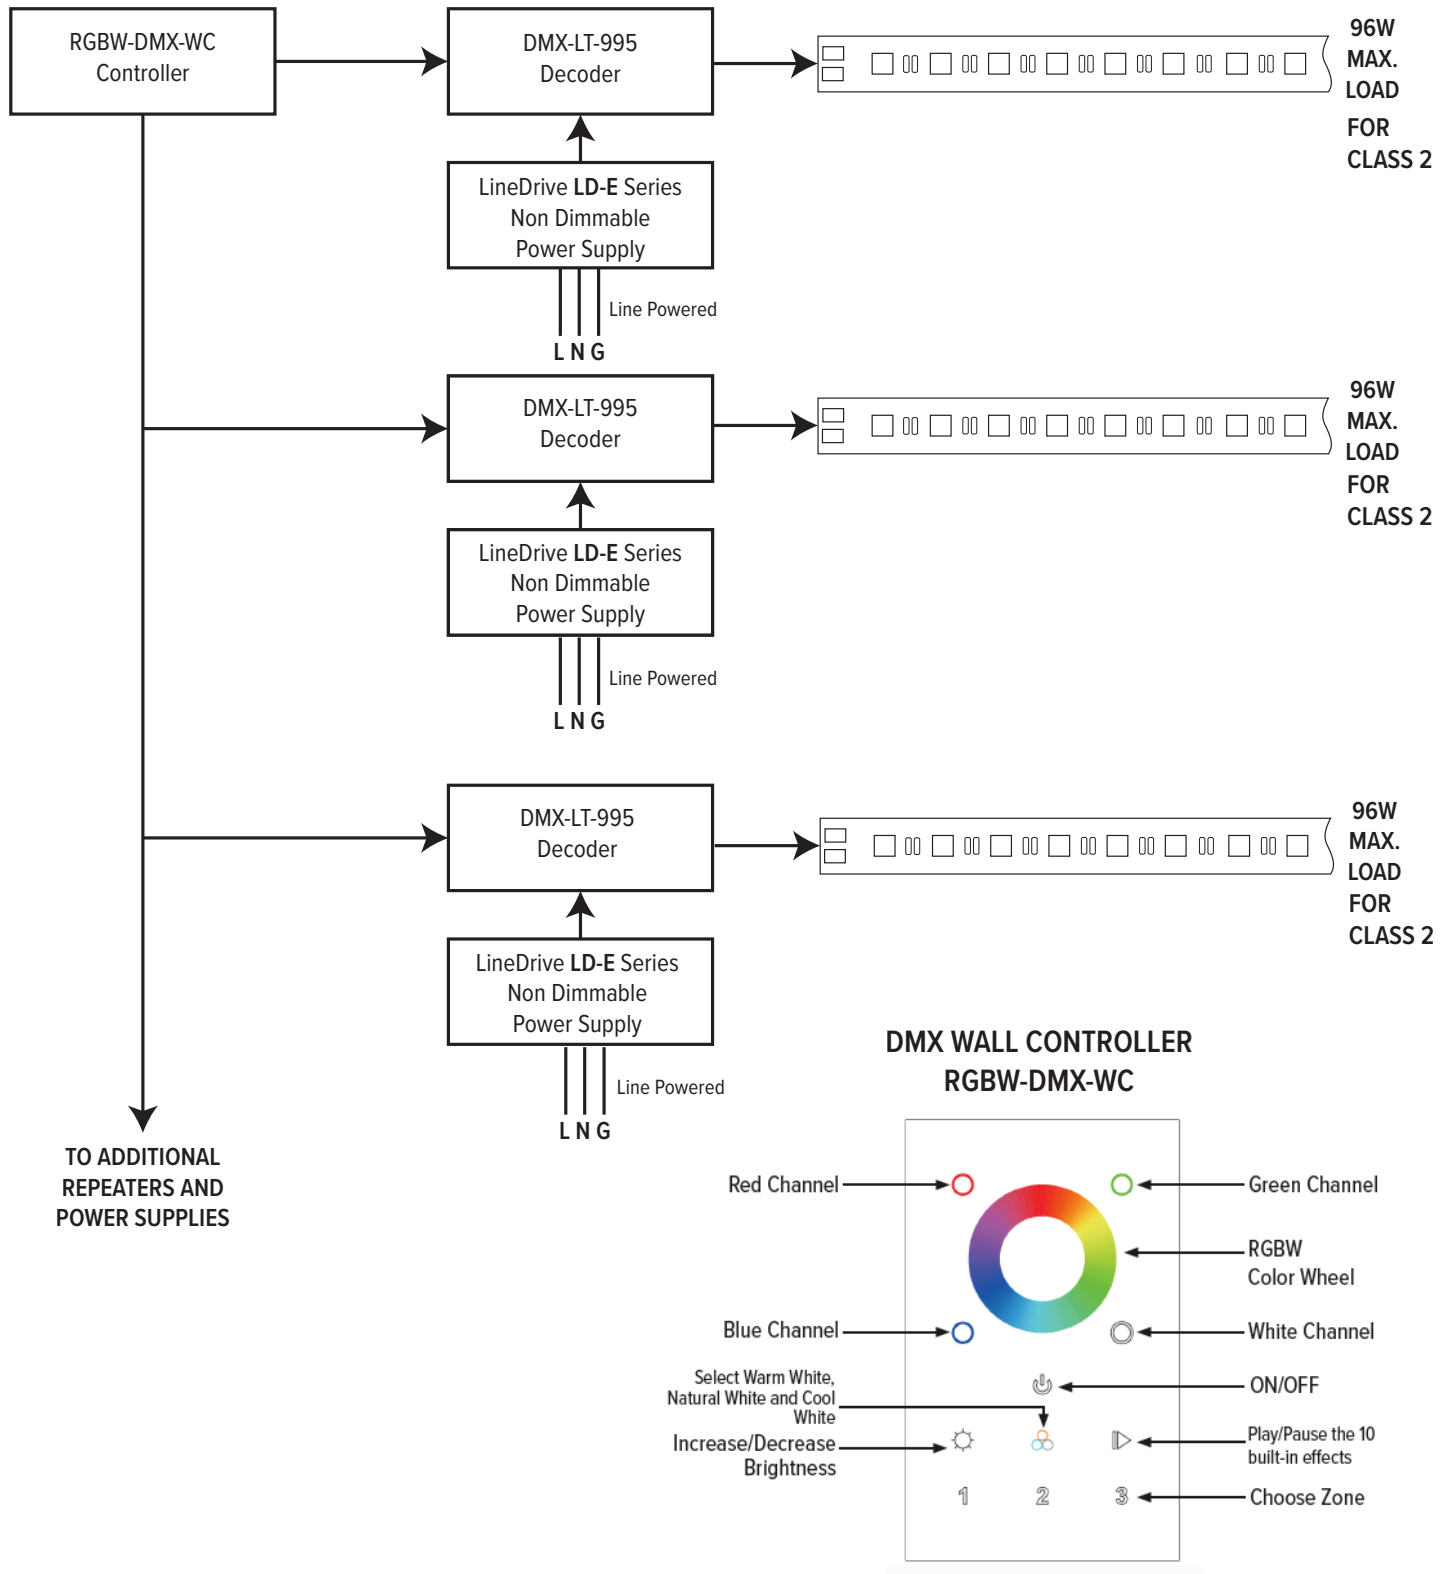 RGBW-DMX-WC
Controller
DMX-LT-995
Decoder
96W
MAX.
LOAD
FOR
CLASS 2
LineDrive LD-E Series
Non Dimmable
Power Supply
Line Powered
L N G
DMX-LT-995
Decoder
96W
MAX.
LOAD
FOR
CLASS 2
LineDrive LD-E Series
Non Dimmable
Power Supply
Line Powered
L N G
DMX-LT-995
Decoder
96W
MAX.
LOAD
FOR
CLASS 2
LineDrive LD-E Series
Non Dimmable
Power Supply
Line Powered
L N G
TO ADDITIONAL
REPEATERS AND
POWER SUPPLIES
DMX WALL CONTROLLER
RGBW-DMX-WC
Red Channel
Green Channel
RGBW
Color Wheel
Blue Channel
White Channel
Select Warm White,
Natural White and Cool
White
ON/OFF
Increase/Decrease
Brightness
Play/Pause the 10
built-in effects
1 2 3
Choose Zone